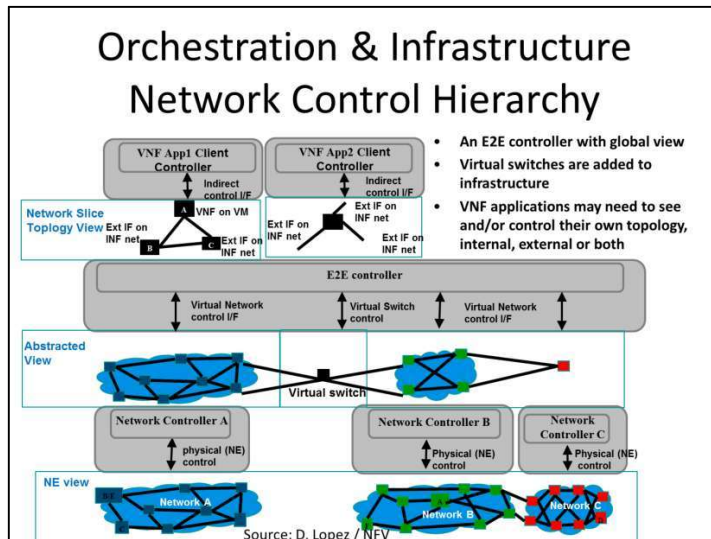 Orchestration & Infrastructure
Network Control Hierarchy
VNF App1 Client
Controller
VNF App2 Client
Controller
• An E2E controller with global view
• Virtual switches are added to
infrastructure
• VNF applications may need to see
and/or control their own topology,
internal, external or both
Indirect
control I/F
Indirect
control I/F
Network Slice
Toplogy View
A
VNF on VM
Ext IF on
INF net
B
C
Ext IF on
INF net
Ext IF on
INF net
Ext IF on
INF net
E2E controller
Virtual Network
control I/F
Virtual Switch
control
Virtual Network
control I/F
Abstracted
View
Virtual switch
Network Controller A
Network Controller B
Network
Controller C
physical (NE)
control
Physical (NE)
control
Physical (NE)
control
NE view
Network A
Network B
Network C
Source: D. Lopez / NFV